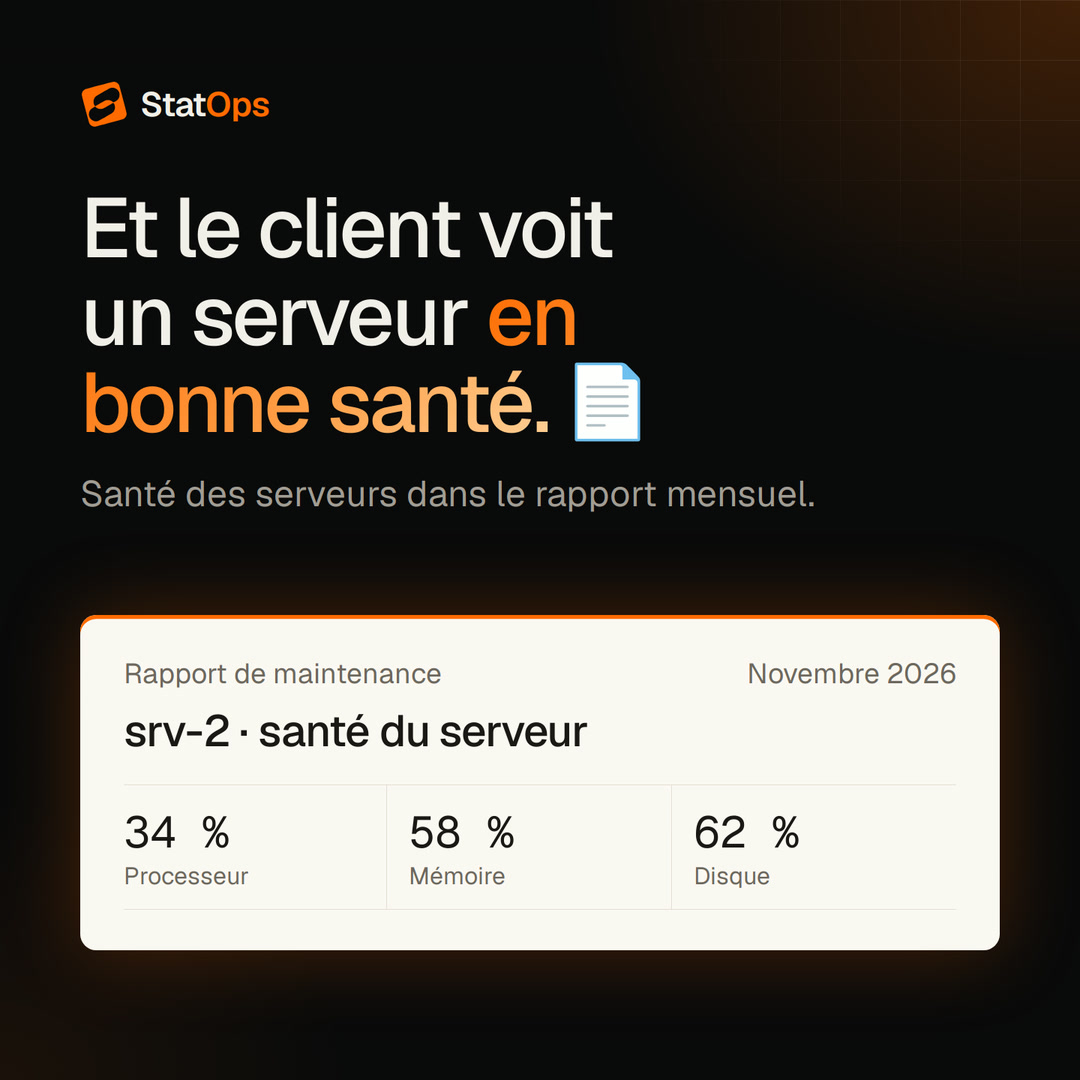 StatOps
Et le client voit
un serveur en
bonne santé. 📄
Santé des serveurs dans le rapport mensuel.
Rapport de maintenance
Novembre 2026
srv-2 · santé du serveur
34 %
58 %
62 %
Processeur
Mémoire
Disque